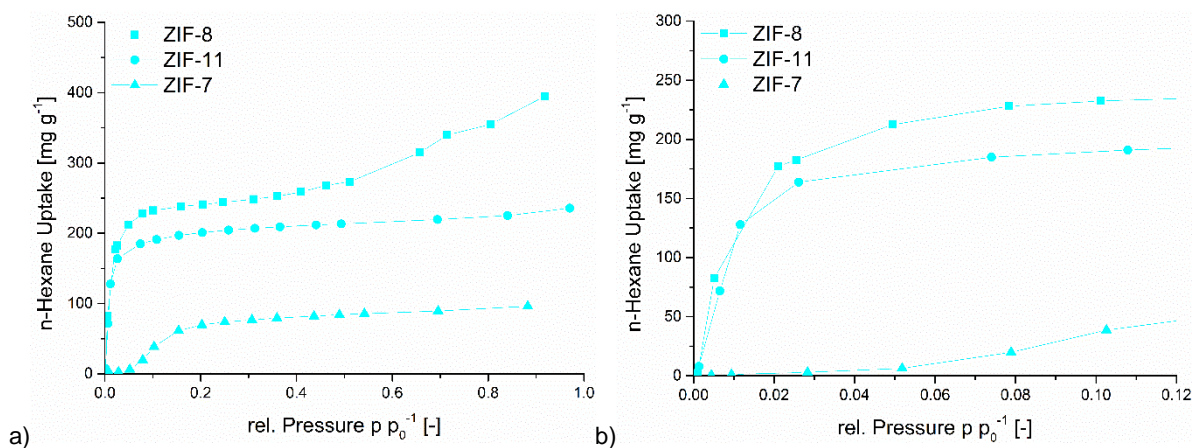 500
400
300
200
100
0
n-Hexane Uptake [mg g⁻¹]
ZIF-8
ZIF-11
ZIF-7
0.0 0.2 0.4 0.6 0.8 1.0
rel. Pressure p p₀⁻¹ [-]
a)
300
250
200
150
100
50
0
n-Hexane Uptake [mg g⁻¹]
ZIF-8
ZIF-11
ZIF-7
0.00 0.02 0.04 0.06 0.08 0.10 0.12
rel. Pressure p p₀⁻¹ [-]
b)